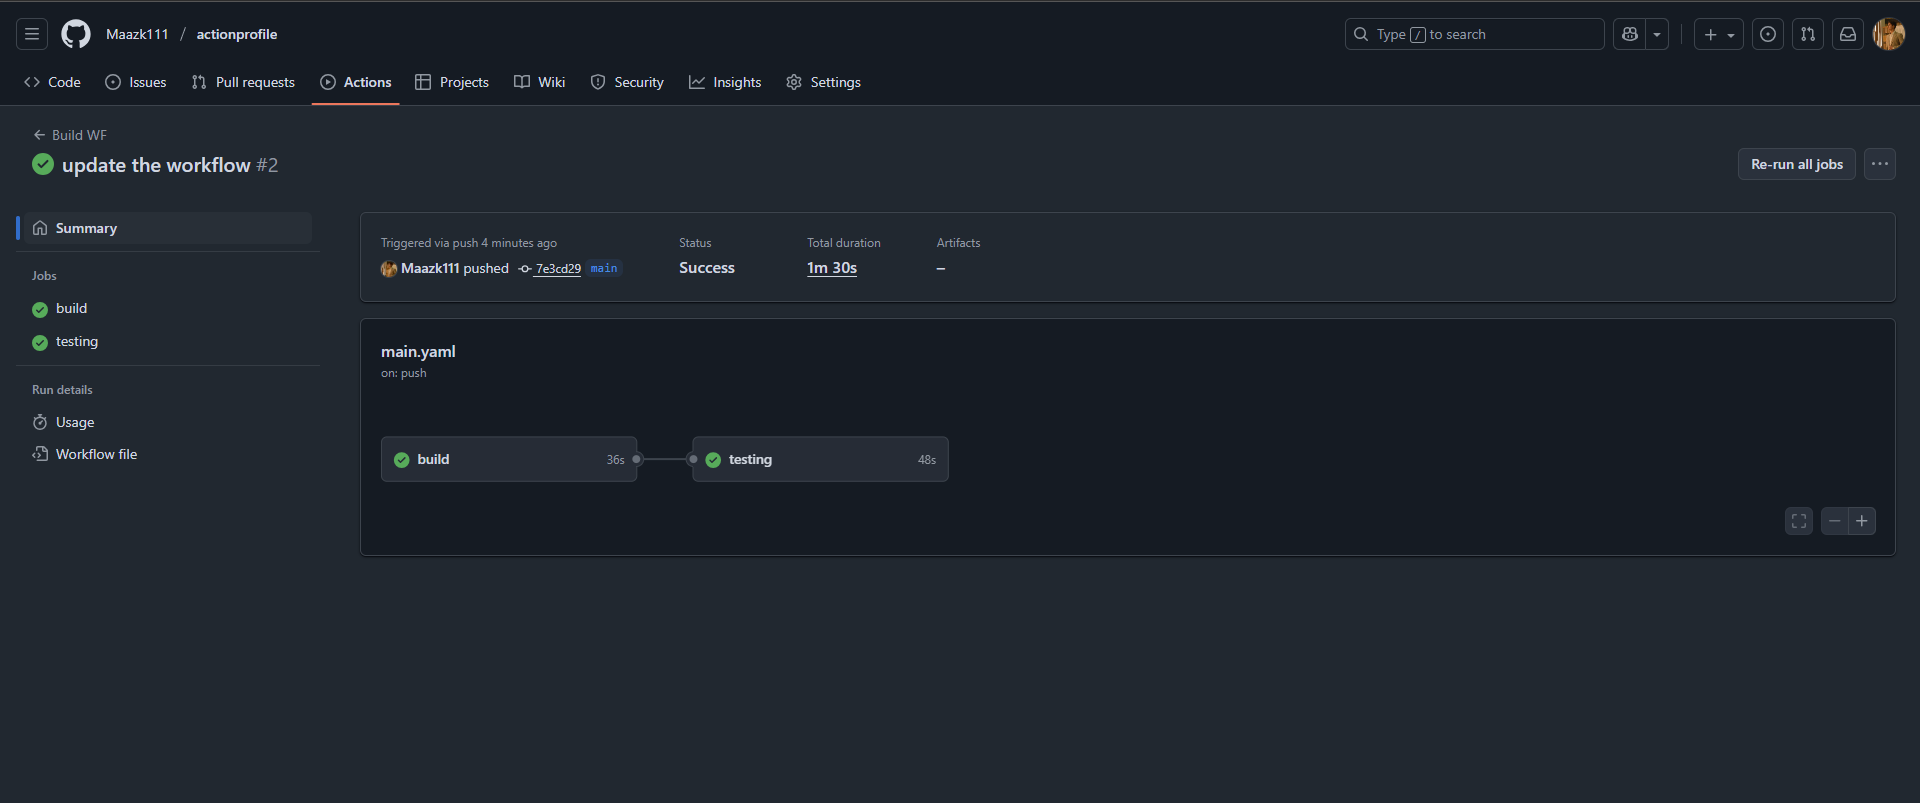 Maazk111 / actionprofile
Type / to search
Code Issues Pull requests Actions Projects Wiki Security Insights Settings
Build WF
update the workflow #2
Re-run all jobs
Summary
Jobs
build
testing
Run details
Usage
Workflow file
Triggered via push 4 minutes ago
Maazk111 pushed 7e3cd29 main
Status
Success
Total duration
1m 30s
Artifacts
–
main.yaml
on: push
build 36s
testing 48s